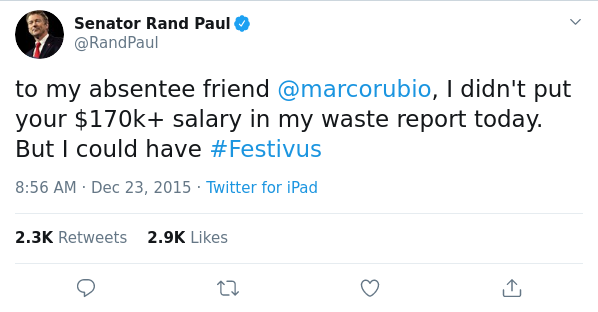 Senator Rand Paul
@RandPaul
to my absentee friend @marcorubio, I didn't put
your $170k+ salary in my waste report today.
But I could have #Festivus
8:56 AM · Dec 23, 2015 · Twitter for iPad
2.3K Retweets 2.9K Likes